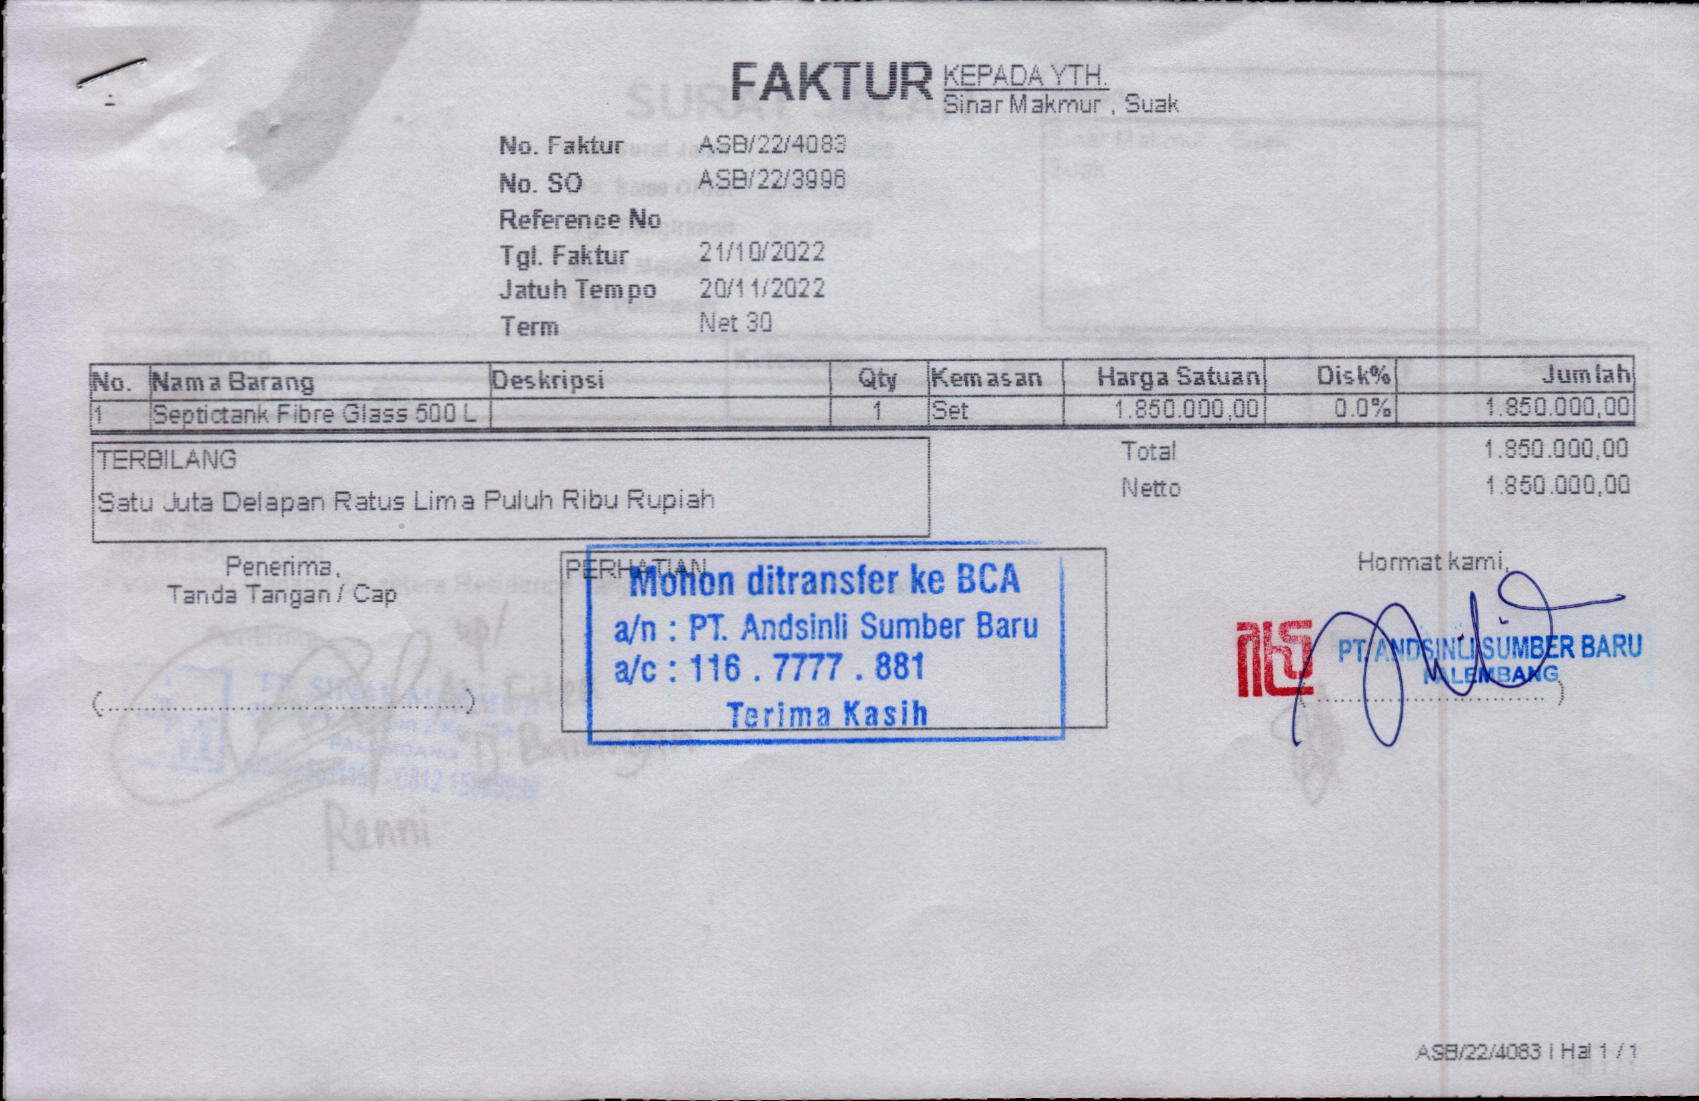 FAKTUR
KEPADA YTH.
Sinar Makmur , Suak
No. Faktur ASB/22/4083
No. SO ASB/22/3996
Reference No
Tgl. Faktur 21/10/2022
Jatuh Tempo 20/11/2022
Term Net 30
No. Nama Barang Deskripsi Qty Kemasan Harga Satuan Disk% Jumlah
1 Septictank Fibre Glass 500 L 1 Set 1.850.000,00 0.0% 1.850.000,00
Total 1.850.000,00
Netto 1.850.000,00
TERBILANG
Satu Juta Delapan Ratus Lima Puluh Ribu Rupiah
Penerima,
Tanda Tangan / Cap
(..................................................)
PERHATIAN
Mohon ditransfer ke BCA
a/n : PT. Andsinli Sumber Baru
a/c : 116 . 7777 . 881
Terima Kasih
Hormat kami,
PT. ANDSINLI SUMBER BARU
PALEMBANG
Renni
ASB/22/4083 | Hal 1 / 1